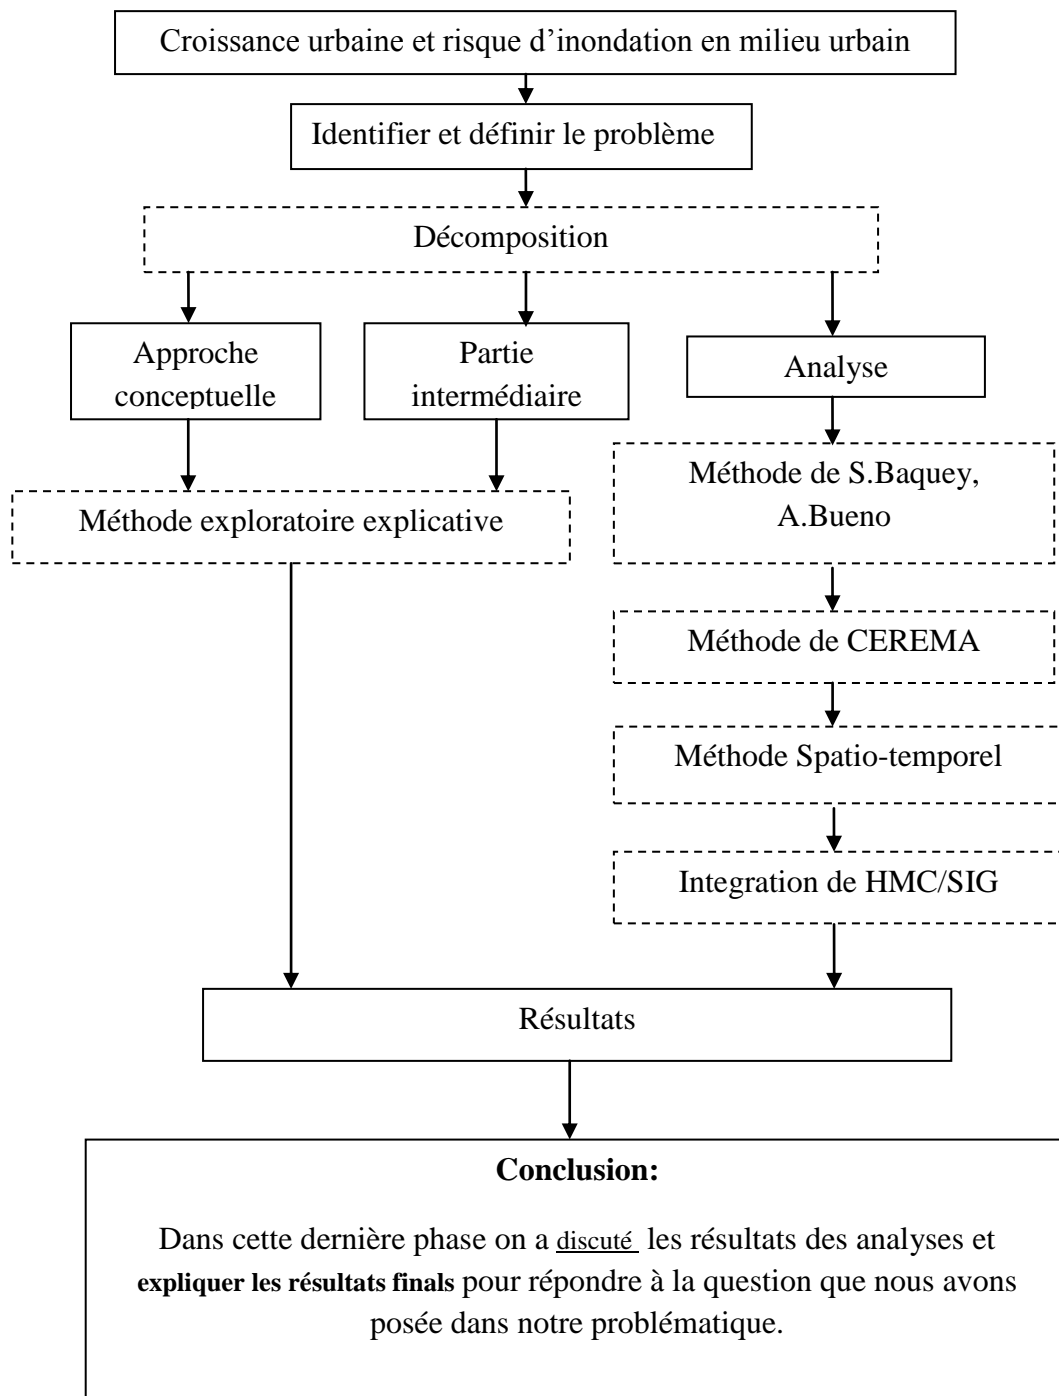 Croissance urbaine et risque d’inondation en milieu urbain
Identifier et définir le problème
Décomposition
Approche
conceptuelle
Partie
intermédiaire
Analyse
Méthode exploratoire explicative
Méthode de S.Baquey,
A.Bueno
Méthode de CEREMA
Méthode Spatio-temporel
Integration de HMC/SIG
Résultats
Conclusion:
Dans cette dernière phase on a discuté les résultats des analyses et
expliquer les résultats finals pour répondre à la question que nous avons
posée dans notre problématique.